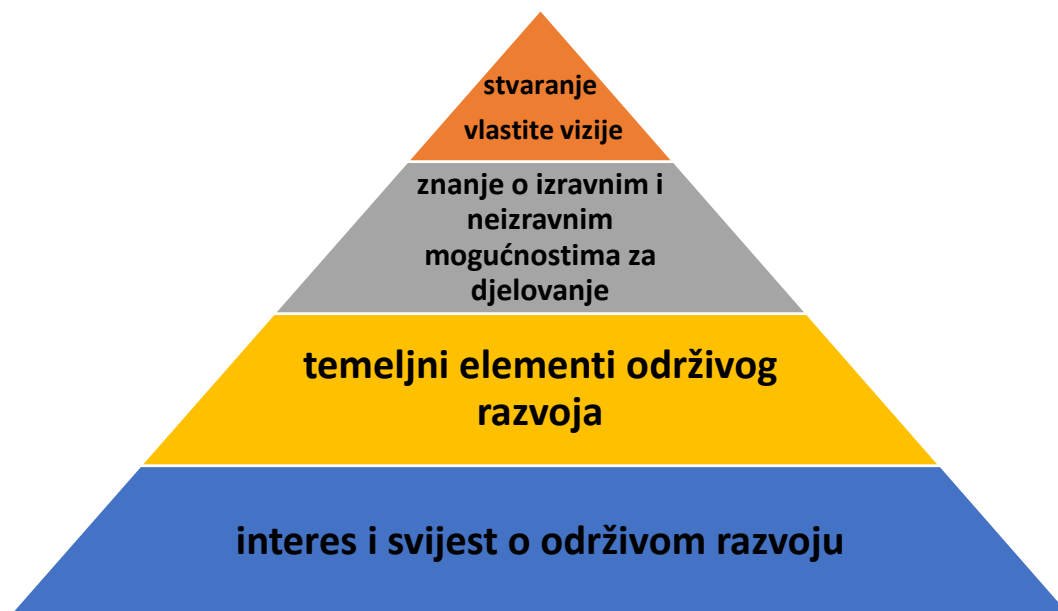 stvaranje
vlastite vizije
znanje o izravnim i
neizravnim
mogućnostima za
djelovanje
temeljni elementi održivog
razvoja
interes i svijest o održivom razvoju